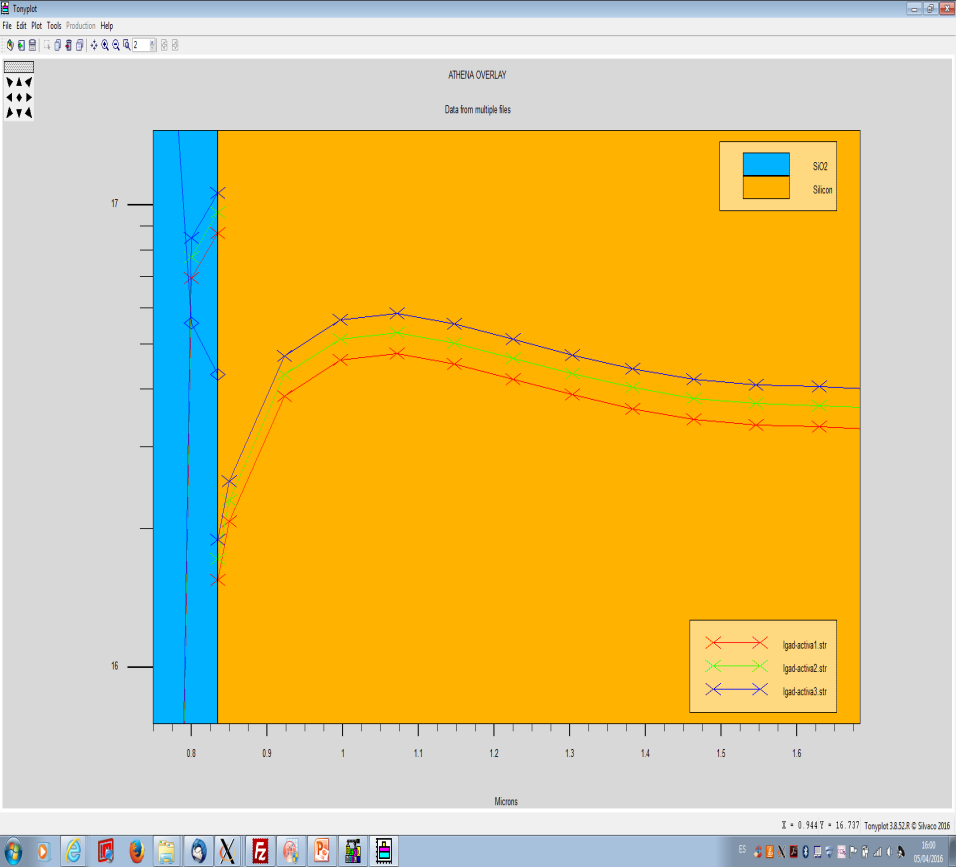 Tonyplot
File Edit Plot Tools Production Help
2
ATHENA OVERLAY
Data from multiple files
SiO2
Silicon
17
16
lgad-activa1.str
lgad-activa2.str
lgad-activa3.str
0.8 0.9 1 1.1 1.2 1.3 1.4 1.5 1.6
Microns
X = 0.944 Y = 16.737 Tonyplot 3.8.52.R © Silvaco 2016
ES
16:00
05/04/2016